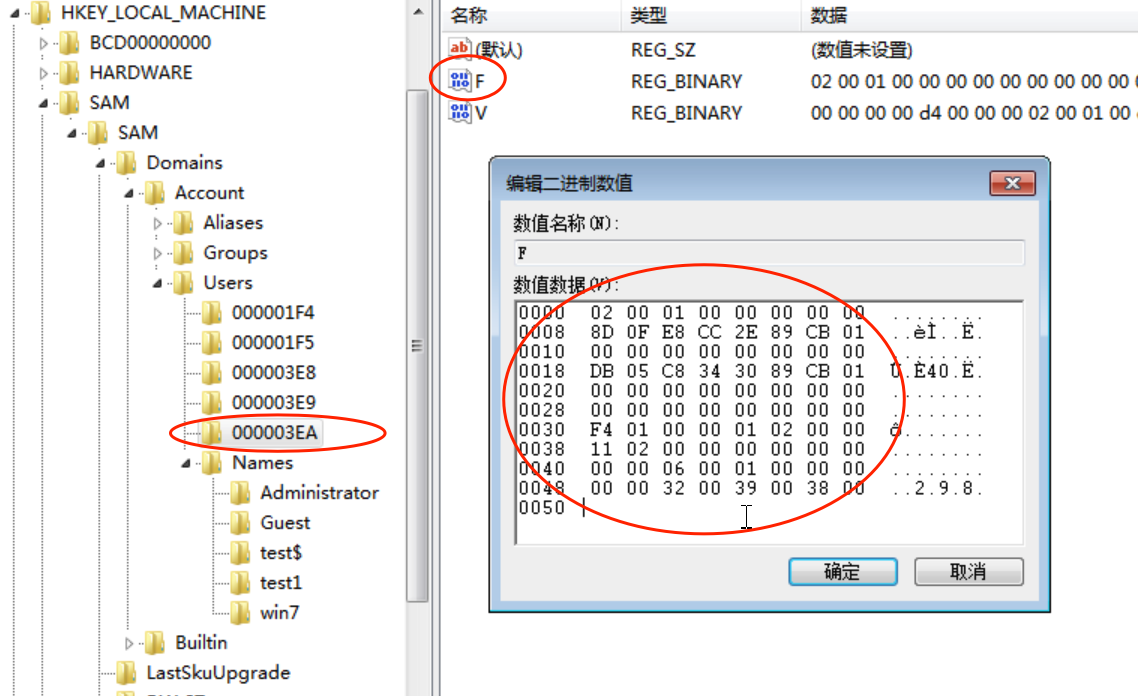 HKEY_LOCAL_MACHINE
BCD00000000
HARDWARE
SAM
SAM
Domains
Account
Aliases
Groups
Users
000001F4
000001F5
000003E8
000003E9
000003EA
Names
Administrator
Guest
test$
test1
win7
Builtin
LastSkuUpgrade
名称 类型 数据
(默认) REG_SZ (数值未设置)
F REG_BINARY 02 00 01 00 00 00 00 00 00 00 00 00
V REG_BINARY 00 00 00 00 d4 00 00 00 02 00 01 00
编辑二进制数值
数值名称(N):
F
数值数据(V):
0000 02 00 01 00 00 00 00 00 ........
0008 8D 0F E8 CC 2E 89 CB 01 ..èÌ..Ë.
0010 00 00 00 00 00 00 00 00 ........
0018 DB 05 C8 34 30 89 CB 01 Û.È40.Ë.
0020 00 00 00 00 00 00 00 00 ........
0028 00 00 00 00 00 00 00 00 ........
0030 F4 01 00 00 01 02 00 00 ô.......
0038 11 02 00 00 00 00 00 00 ........
0040 00 00 06 00 01 00 00 00 ........
0048 00 00 32 00 39 00 38 00 ..2.9.8.
0050
确定 取消